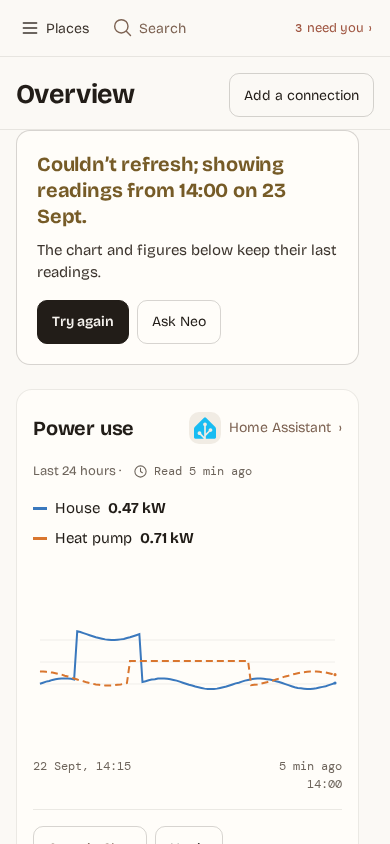 Places
Search
3 need you ›
Overview
Add a connection
Couldn't refresh; showing
readings from 14:00 on 23
Sept.
The chart and figures below keep their last
readings.
Try again
Ask Neo
Power use
Home Assistant ›
Last 24 hours ·
Read 5 min ago
House 0.47 kW
Heat pump 0.71 kW
22 Sept, 14:15
5 min ago
14:00